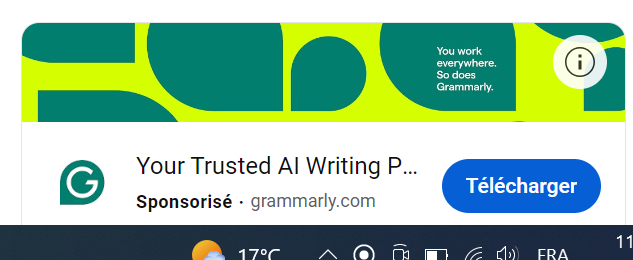 You work
everywhere.
So does
Grammarly.
Your Trusted AI Writing P...
Télécharger
Sponsorisé · grammarly.com
17°C
FRA
11